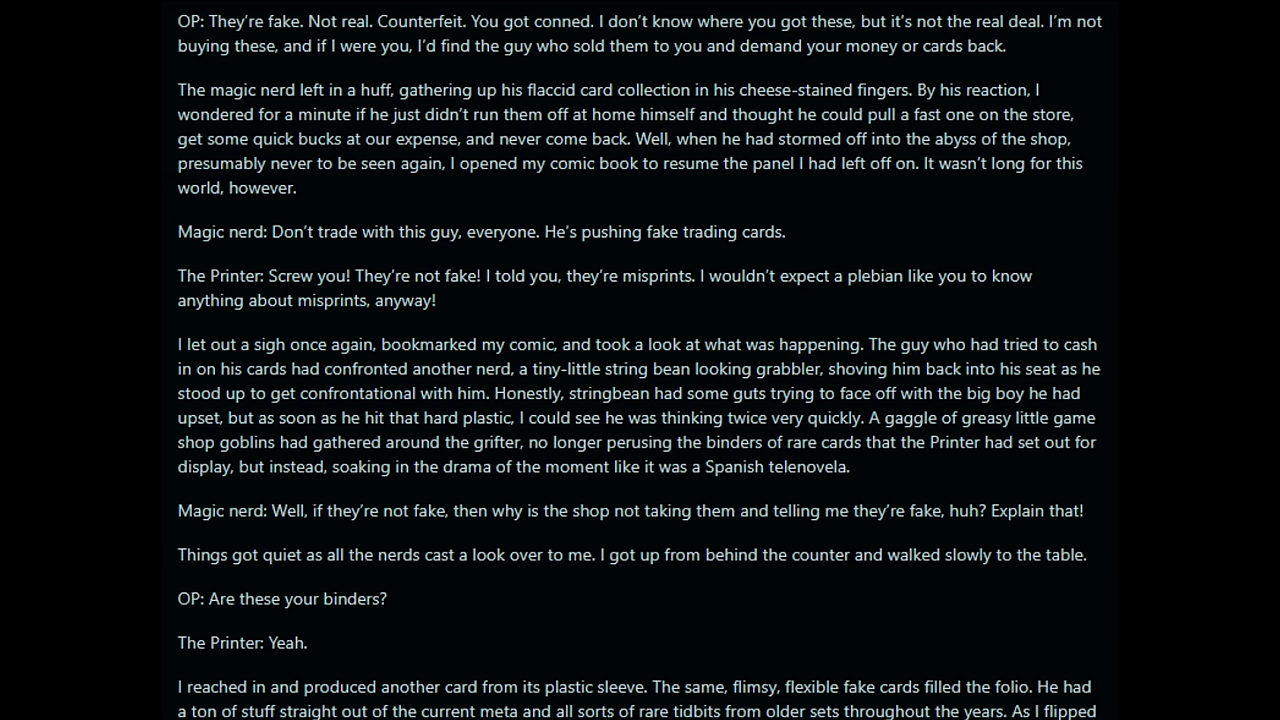 OP: They’re fake. Not real. Counterfeit. You got conned. I don’t know where you got these, but it’s not the real deal. I’m not
buying these, and if I were you, I’d find the guy who sold them to you and demand your money or cards back.
The magic nerd left in a huff, gathering up his flaccid card collection in his cheese-stained fingers. By his reaction, I
wondered for a minute if he just didn’t run them off at home himself and thought he could pull a fast one on the store,
get some quick bucks at our expense, and never come back. Well, when he had stormed off into the abyss of the shop,
presumably never to be seen again, I opened my comic book to resume the panel I had left off on. It wasn’t long for this
world, however.
Magic nerd: Don’t trade with this guy, everyone. He’s pushing fake trading cards.
The Printer: Screw you! They’re not fake! I told you, they’re misprints. I wouldn’t expect a plebian like you to know
anything about misprints, anyway!
I let out a sigh once again, bookmarked my comic, and took a look at what was happening. The guy who had tried to cash
in on his cards had confronted another nerd, a tiny-little string bean looking grabbler, shoving him back into his seat as he
stood up to get confrontational with him. Honestly, stringbean had some guts trying to face off with the big boy he had
upset, but as soon as he hit that hard plastic, I could see he was thinking twice very quickly. A gaggle of greasy little game
shop goblins had gathered around the grifter, no longer perusing the binders of rare cards that the Printer had set out for
display, but instead, soaking in the drama of the moment like it was a Spanish telenovela.
Magic nerd: Well, if they’re not fake, then why is the shop not taking them and telling me they’re fake, huh? Explain that!
Things got quiet as all the nerds cast a look over to me. I got up from behind the counter and walked slowly to the table.
OP: Are these your binders?
The Printer: Yeah.
I reached in and produced another card from its plastic sleeve. The same, flimsy, flexible fake cards filled the folio. He had
a ton of stuff straight out of the current meta and all sorts of rare tidbits from older sets throughout the years. As I flipped